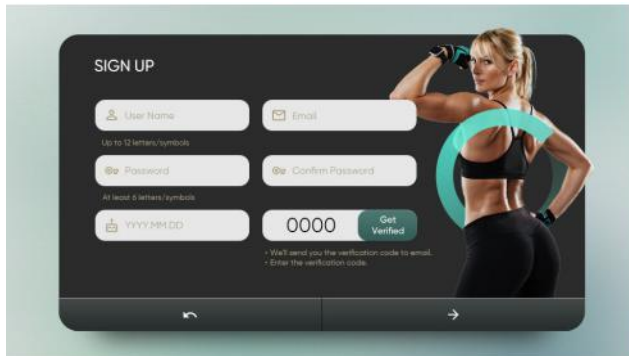 SIGN UP
User Name
Email
Up to 12 letters/symbols
Password
Confirm Password
At least 6 letters/symbols
YYYY.MM.DD
0000
Get
Verified
- We'll send you the verification code to email.
- Enter the verification code.